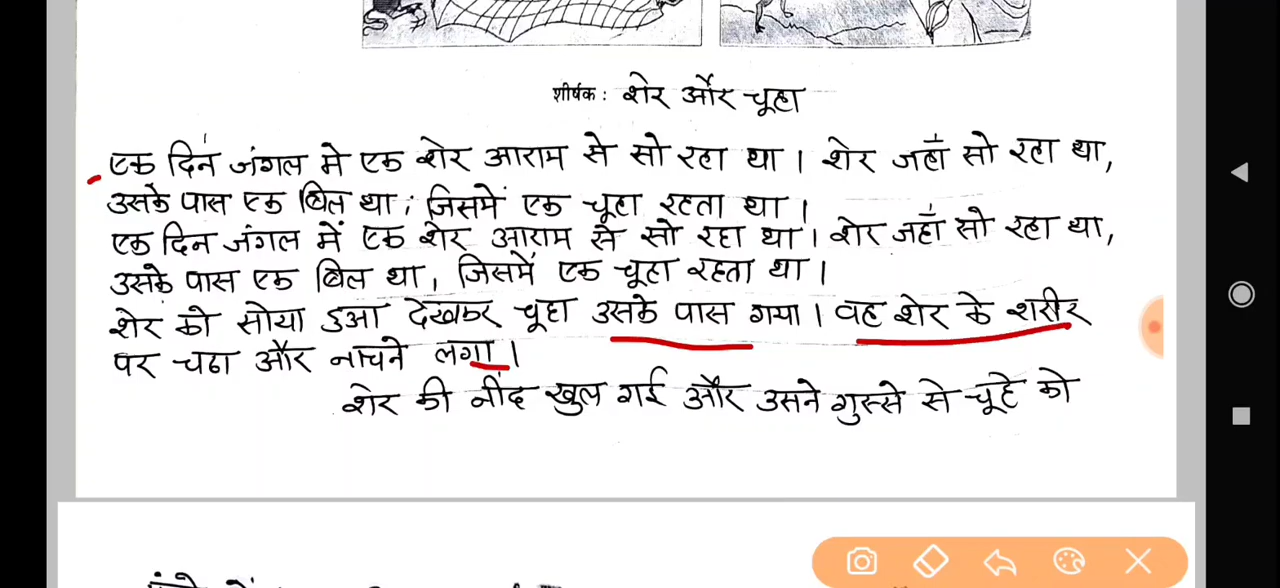 शीर्षक: शेर और चूहा
एक दिन जंगल मे एक शेर आराम से सो रहा था। शेर जहाँ सो रहा था,
उसके पास एक बिल था; जिसमें एक चूहा रहता था।
एक दिन जंगल में एक शेर आराम से सो रहा था। शेर जहाँ सो रहा था,
उसके पास एक बिल था, जिसमें एक चूहा रहता था।
शेर को सोया हुआ देखकर चूहा उसके पास गया। वह शेर के शरीर
पर चढा और नाचने लगा।
शेर की नींद खुल गई और उसने गुस्से से चूहे को